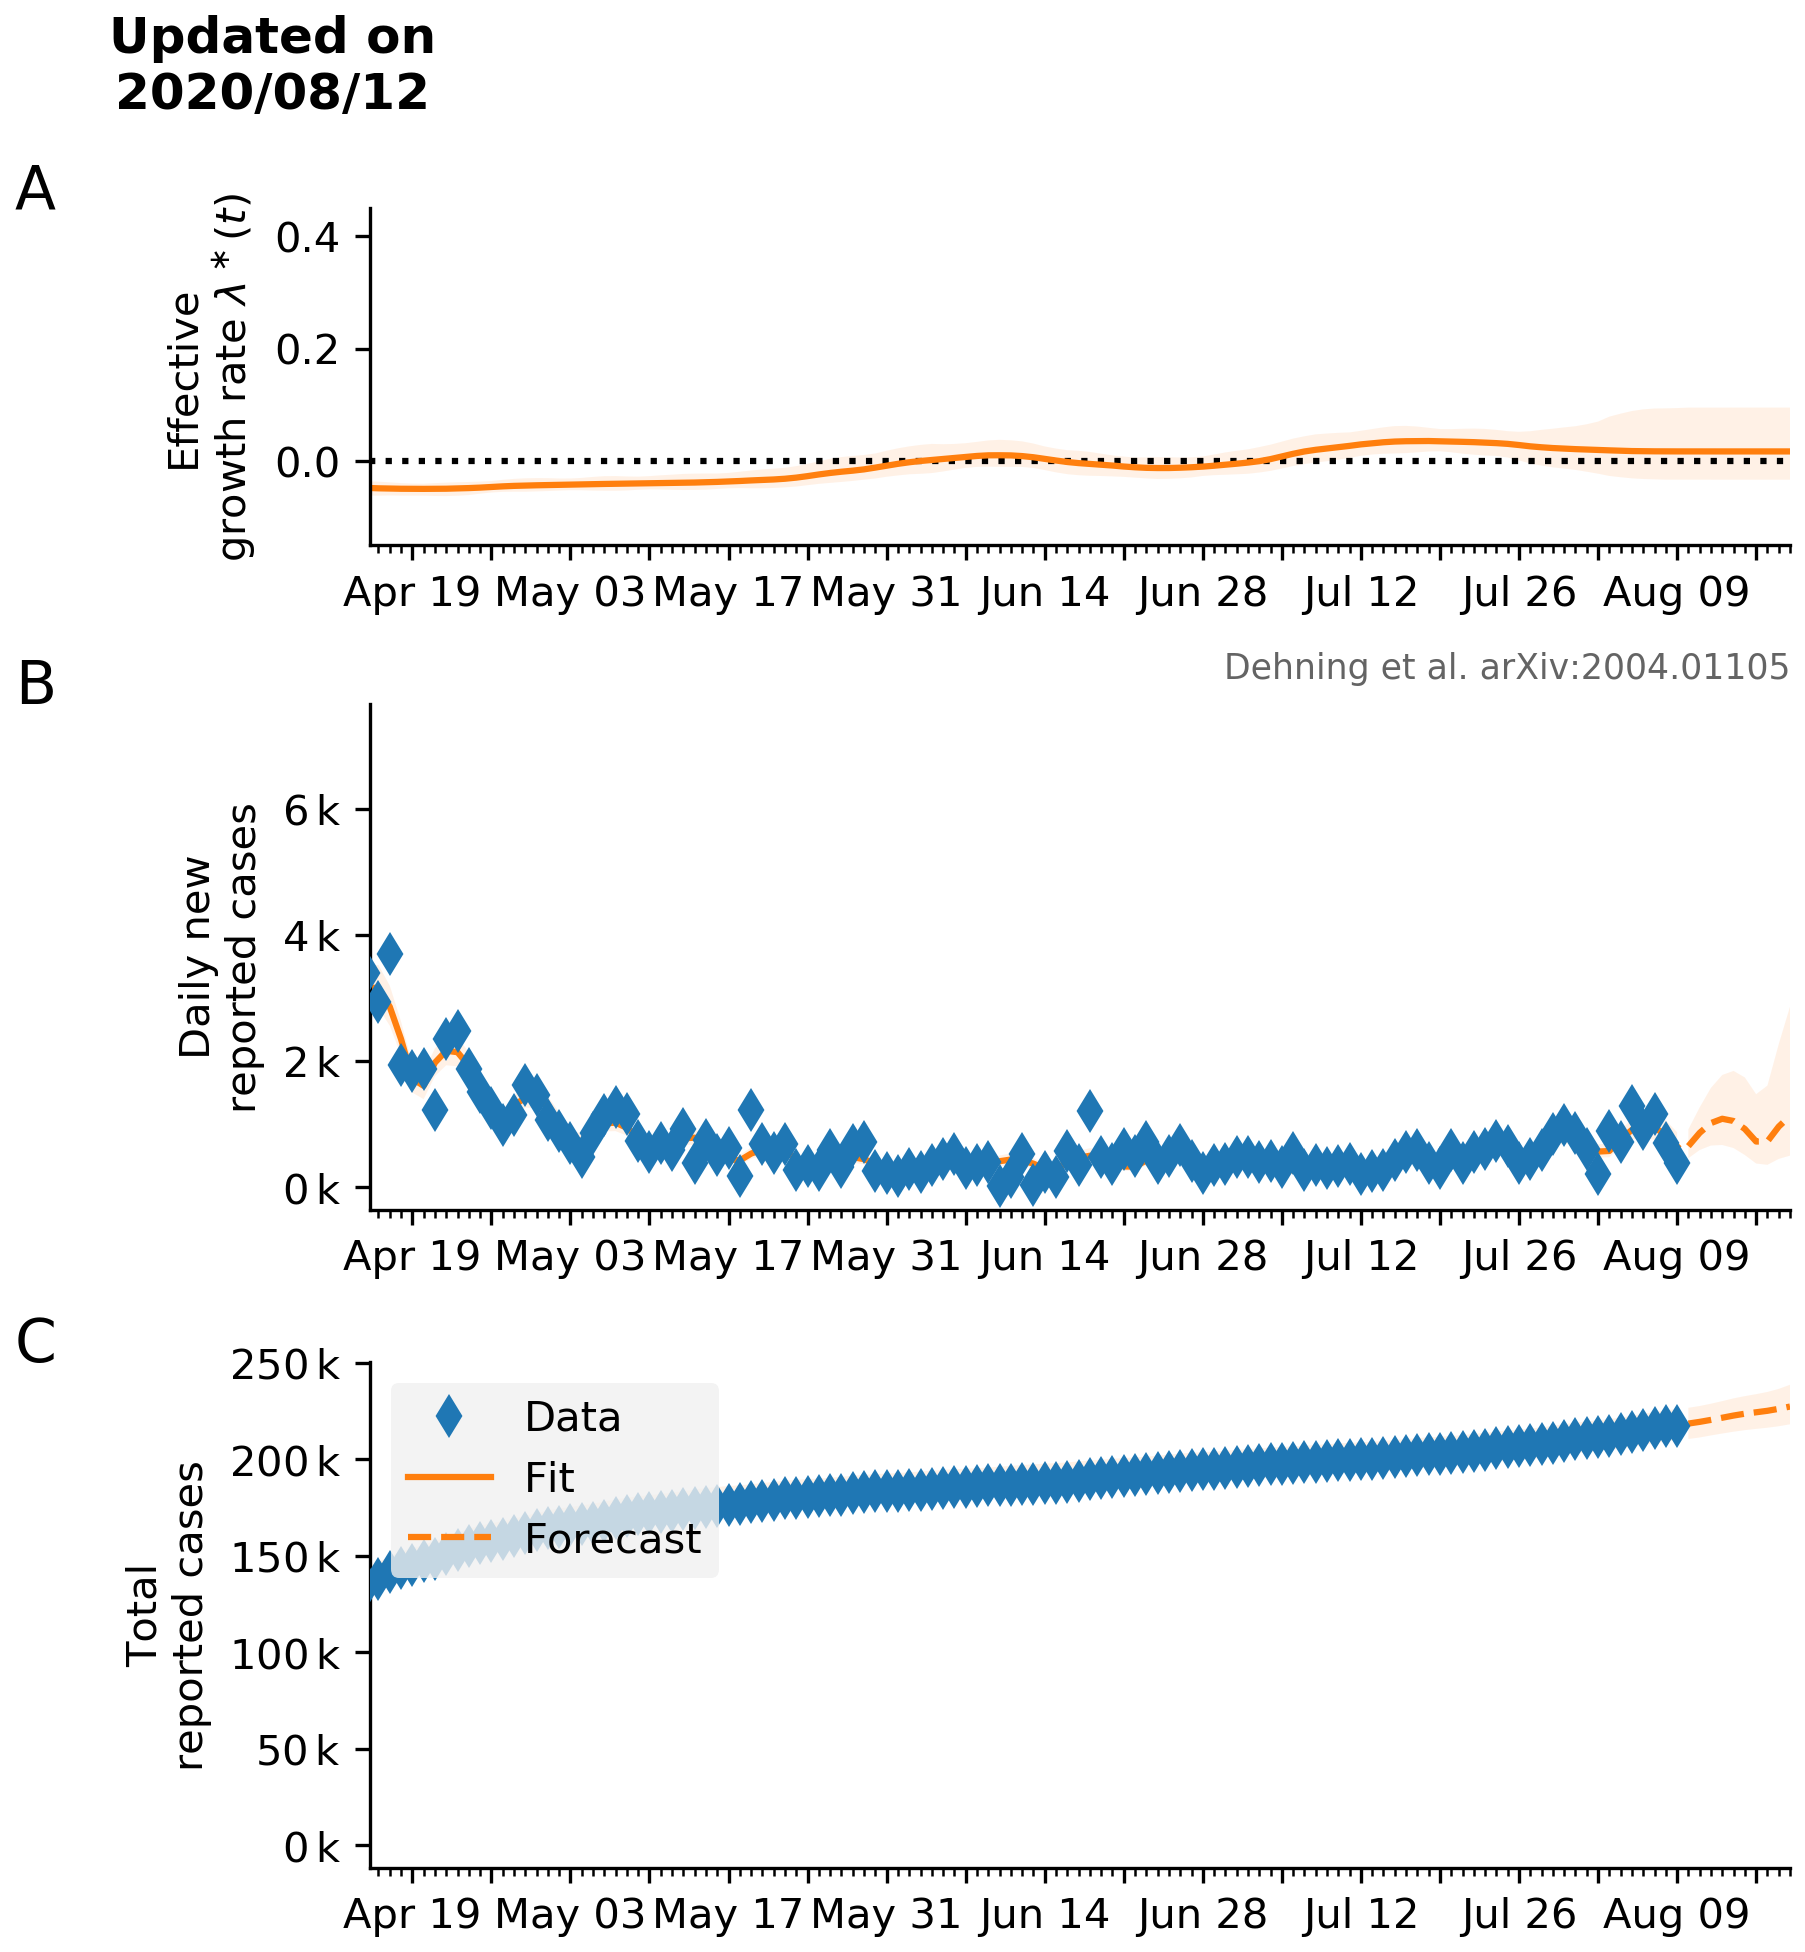 Updated on
2020/08/12
A
Effective
growth rate λ * (t)
0.4
0.2
0.0
Apr 19 May 03 May 17 May 31 Jun 14 Jun 28 Jul 12 Jul 26 Aug 09
Dehning et al. arXiv:2004.01105
B
Daily new
reported cases
6 k
4 k
2 k
0 k
Apr 19 May 03 May 17 May 31 Jun 14 Jun 28 Jul 12 Jul 26 Aug 09
C
Total
reported cases
250 k
200 k
150 k
100 k
50 k
0 k
Data
Fit
Forecast
Apr 19 May 03 May 17 May 31 Jun 14 Jun 28 Jul 12 Jul 26 Aug 09